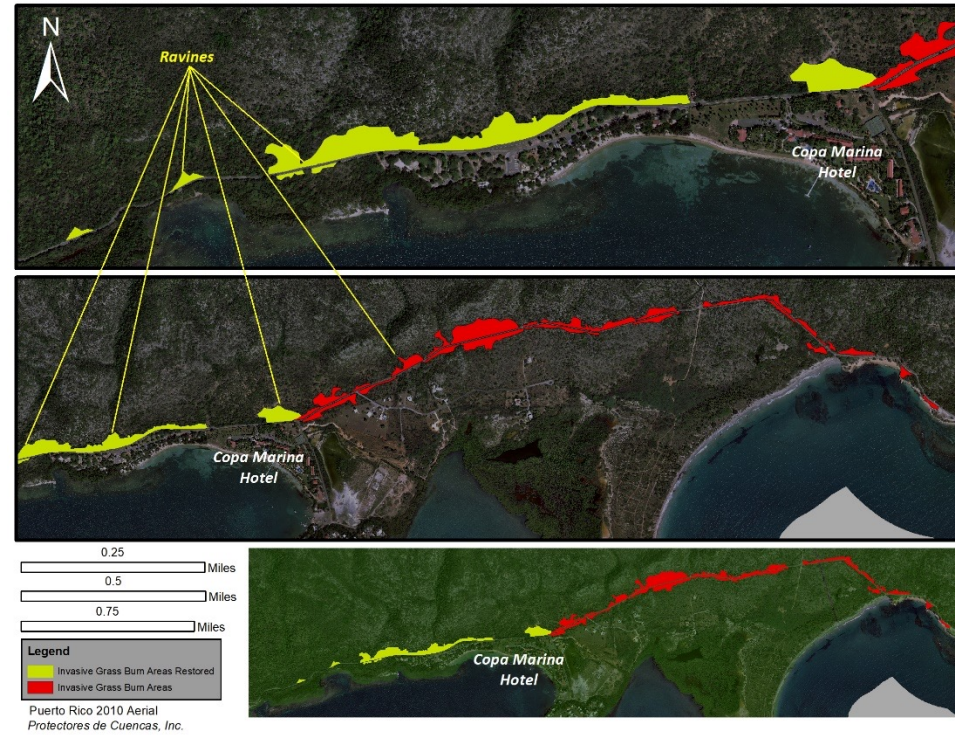 N
Ravines
Copa Marina
Hotel
Copa Marina
Hotel
0.25
Miles
0.5
Miles
0.75
Miles
Legend
Invasive Grass Burn Areas Restored
Invasive Grass Burn Areas
Puerto Rico 2010 Aerial
Protectores de Cuencas, Inc.
Copa Marina
Hotel